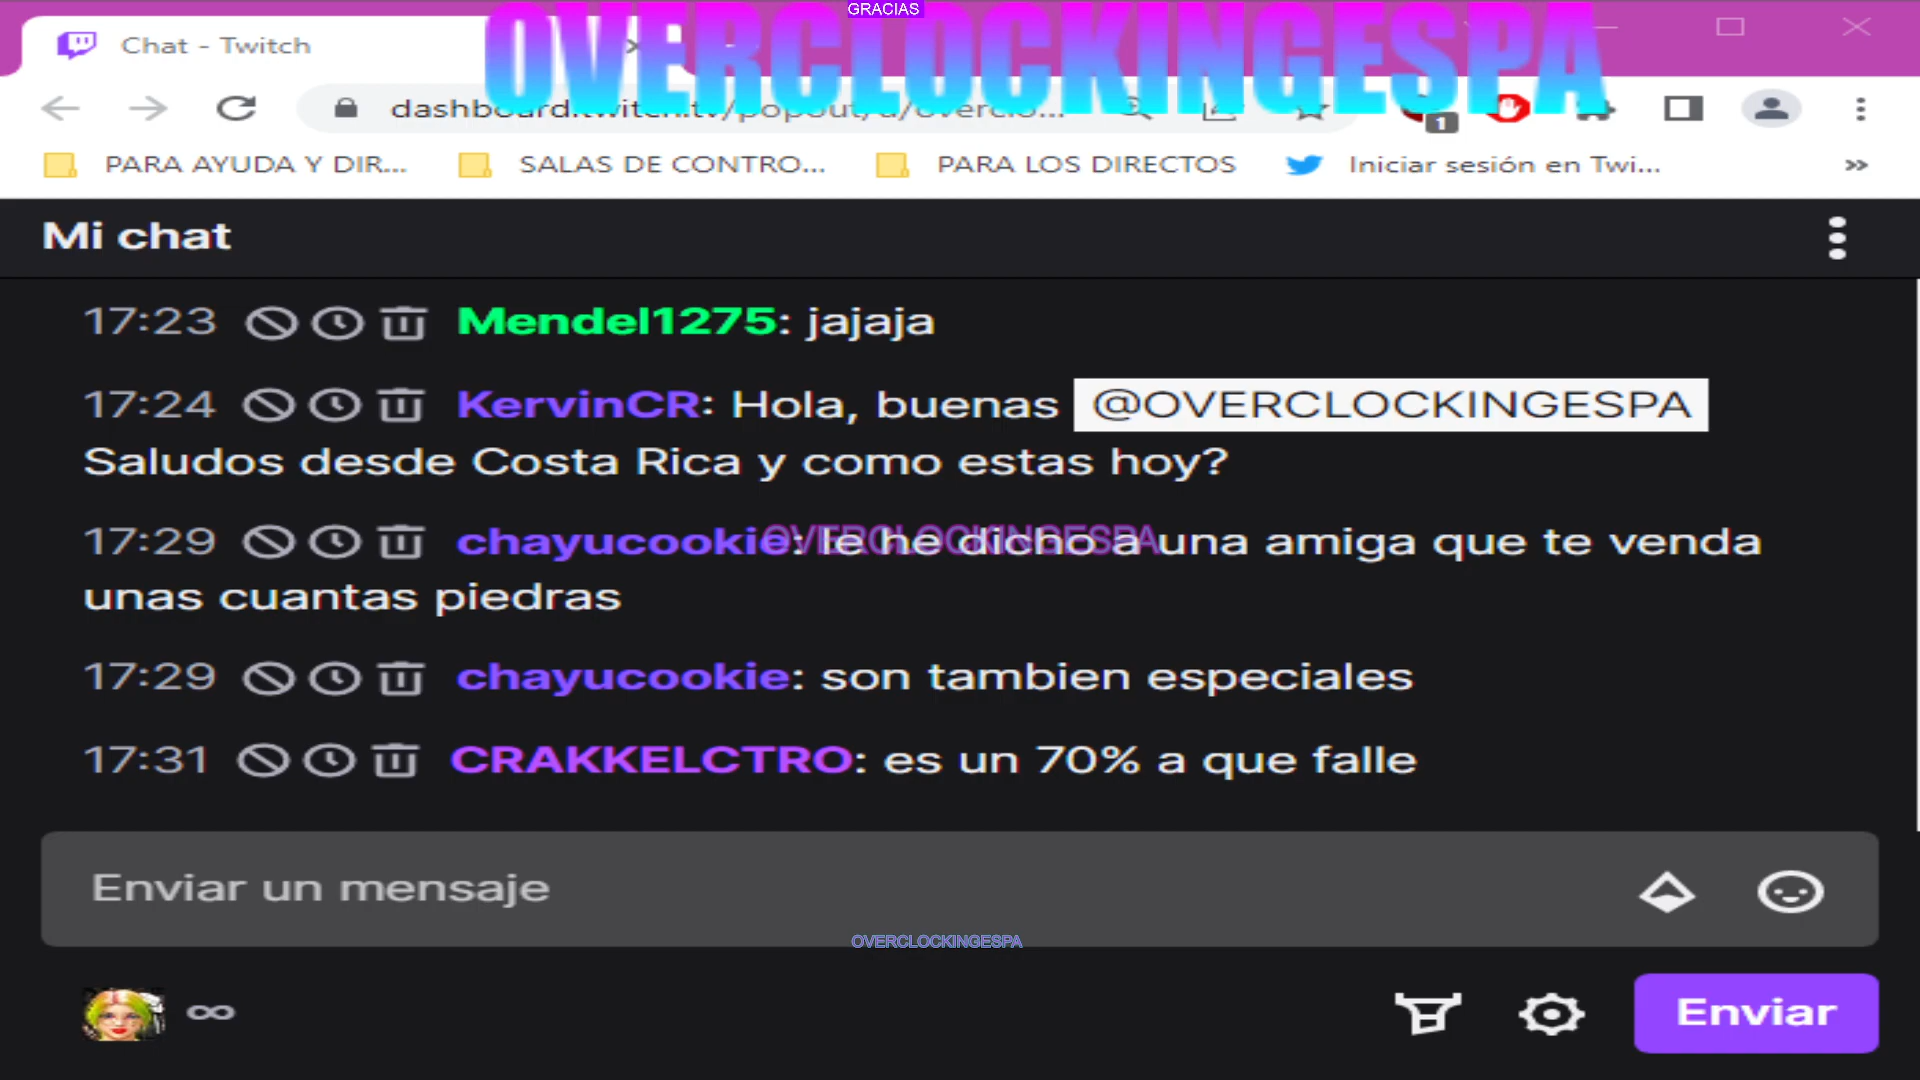 GRACIAS
OVERCLOCKINGESPA
Chat - Twitch
dashboard.twitch.tv/popout/u/overclo...
1
PARA AYUDA Y DIR...
SALAS DE CONTRO...
PARA LOS DIRECTOS
Iniciar sesión en Twi...
»
Mi chat
17:23 Mendel1275: jajaja
17:24 KervinCR: Hola, buenas @OVERCLOCKINGESPA
Saludos desde Costa Rica y como estas hoy?
OVERCLOCKINGESPA
17:29 chayucookie: le he dicho a una amiga que te venda
unas cuantas piedras
17:29 chayucookie: son tambien especiales
17:31 CRAKKELCTRO: es un 70% a que falle
Enviar un mensaje
OVERCLOCKINGESPA
∞
Enviar